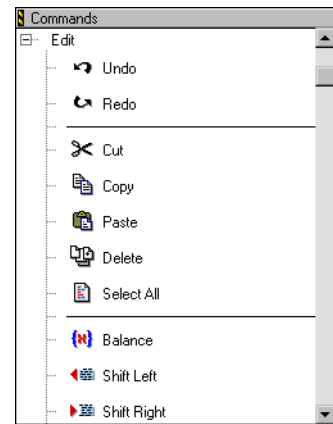 Commands
Edit
Undo
Redo
Cut
Copy
Paste
Delete
Select All
Balance
Shift Left
Shift Right